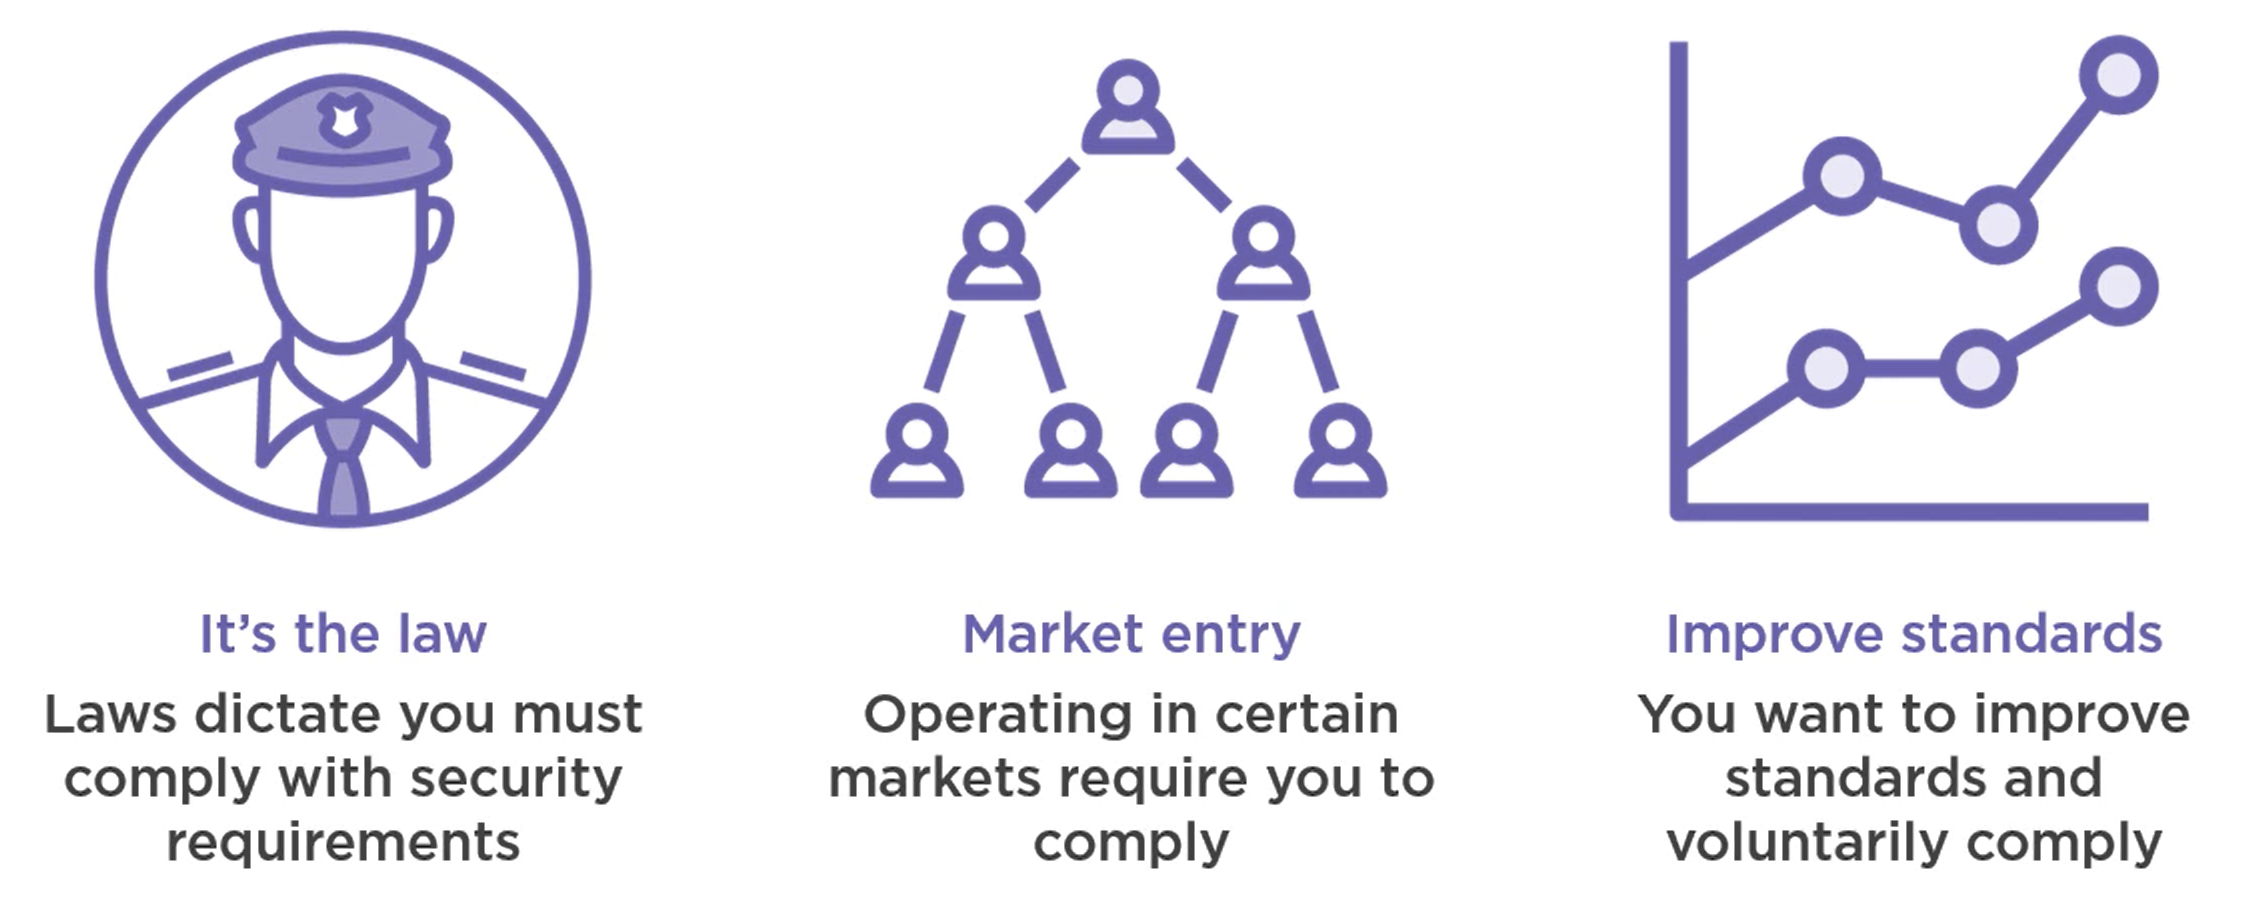 It’s the law
Laws dictate you must
comply with security
requirements
Market entry
Operating in certain
markets require you to
comply
Improve standards
You want to improve
standards and
voluntarily comply